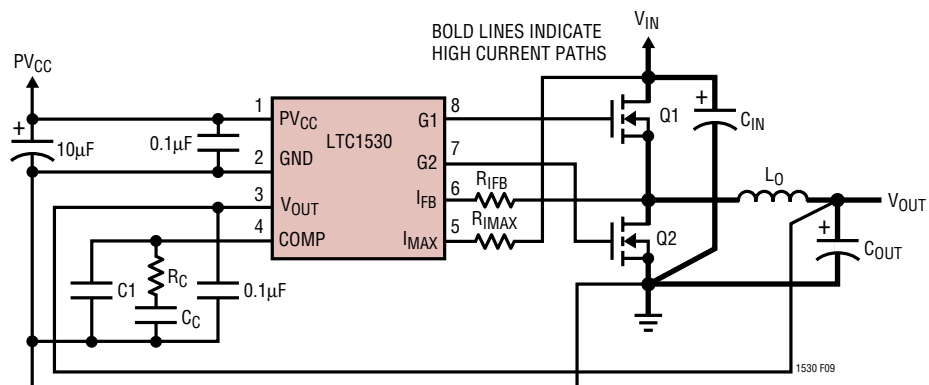 BOLD LINES INDICATE
HIGH CURRENT PATHS
VIN
PVCC
1
PVCC
LTC1530
G1
8
Q1
+
CIN
+
10µF
0.1µF
2
GND
G2
7
3
VOUT
IFB
6
RIFB
LO
VOUT
4
COMP
IMAX
5
RIMAX
Q2
+
COUT
C1
RC
CC
0.1µF
1530 F09